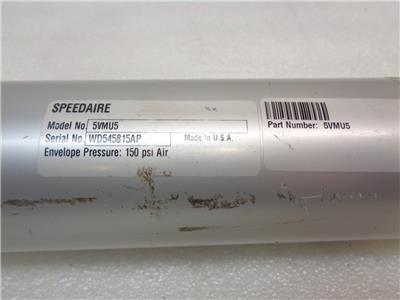 SPEEDAIRE
Model No. 5VMU5
Serial No. WD545815AP Made in U.S.A.
Envelope Pressure: 150 psi Air
Part Number: 5VMU5